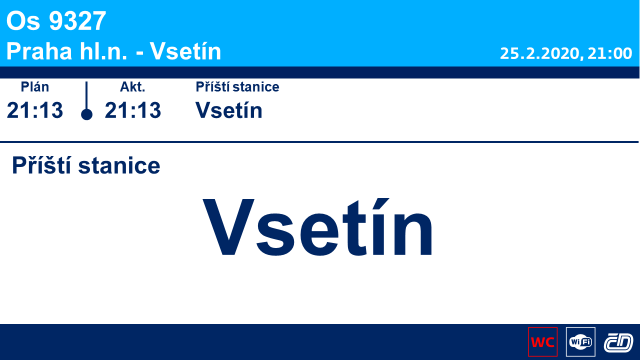 Os 9327
Praha hl.n. - Vsetín
25.2.2020, 21:00
Plán
Akt.
Příští stanice
21:13
21:13
Vsetín
Příští stanice
Vsetín
WC
WiFi
ČD